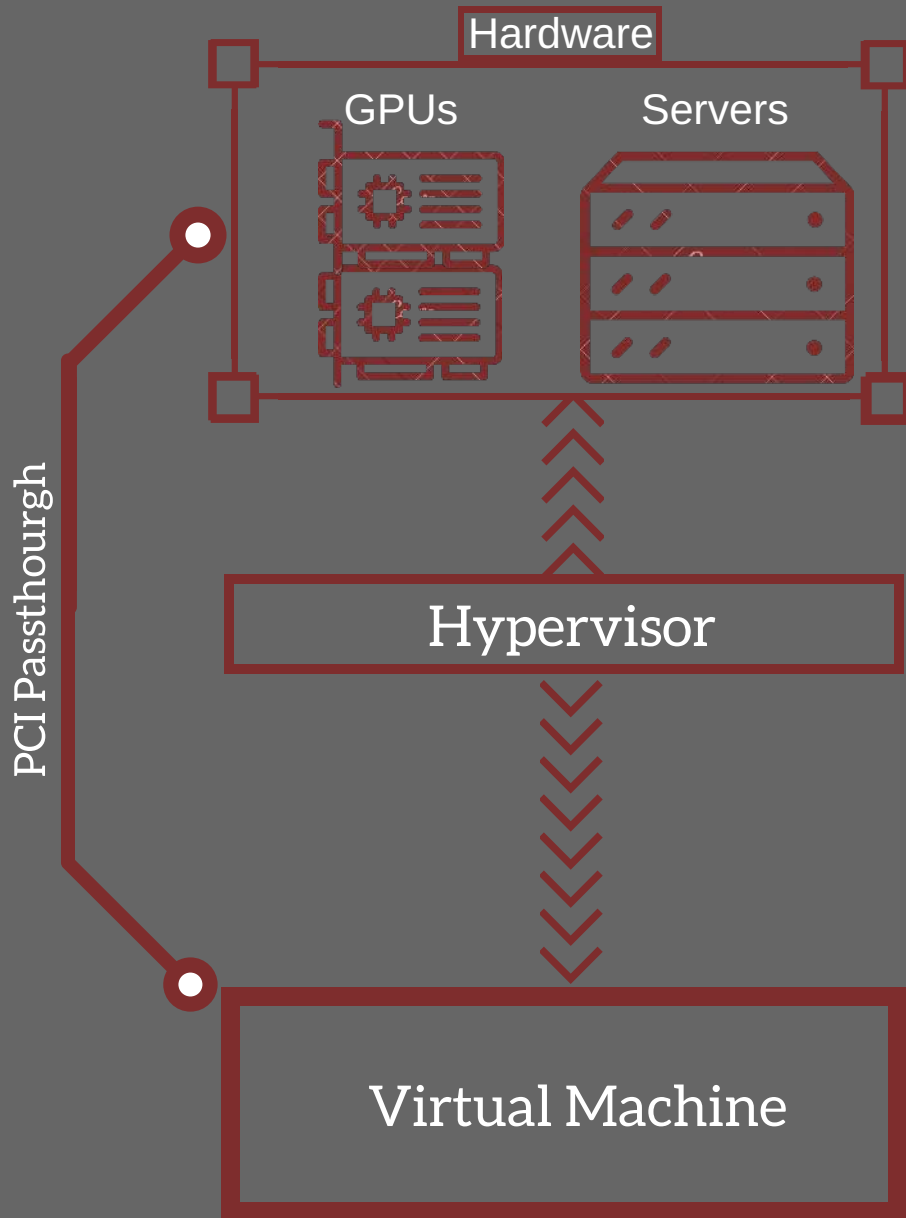 Hardware
GPUs
Servers
PCI Passthourgh
Hypervisor
Virtual Machine